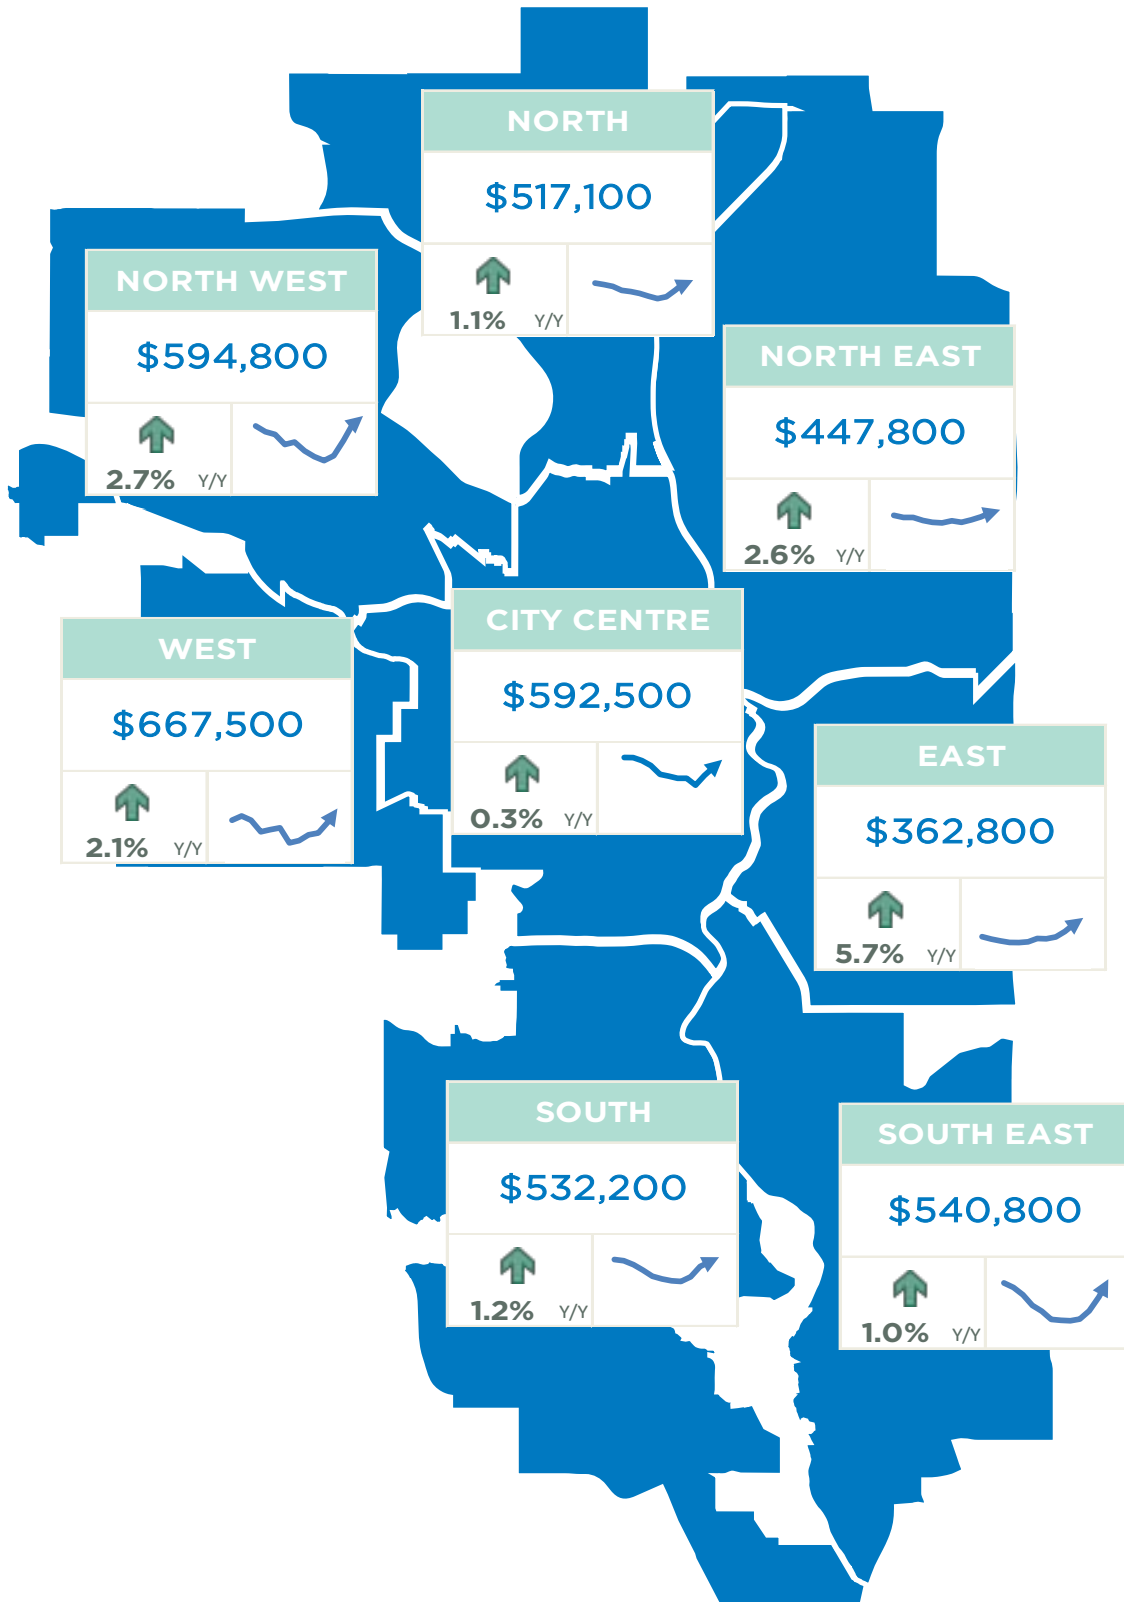 NORTH
$517,100
1.1% Y/Y
NORTH WEST
$594,800
2.7% Y/Y
NORTH EAST
$447,800
2.6% Y/Y
CITY CENTRE
$592,500
0.3% Y/Y
WEST
$667,500
2.1% Y/Y
EAST
$362,800
5.7% Y/Y
SOUTH
$532,200
1.2% Y/Y
SOUTH EAST
$540,800
1.0% Y/Y